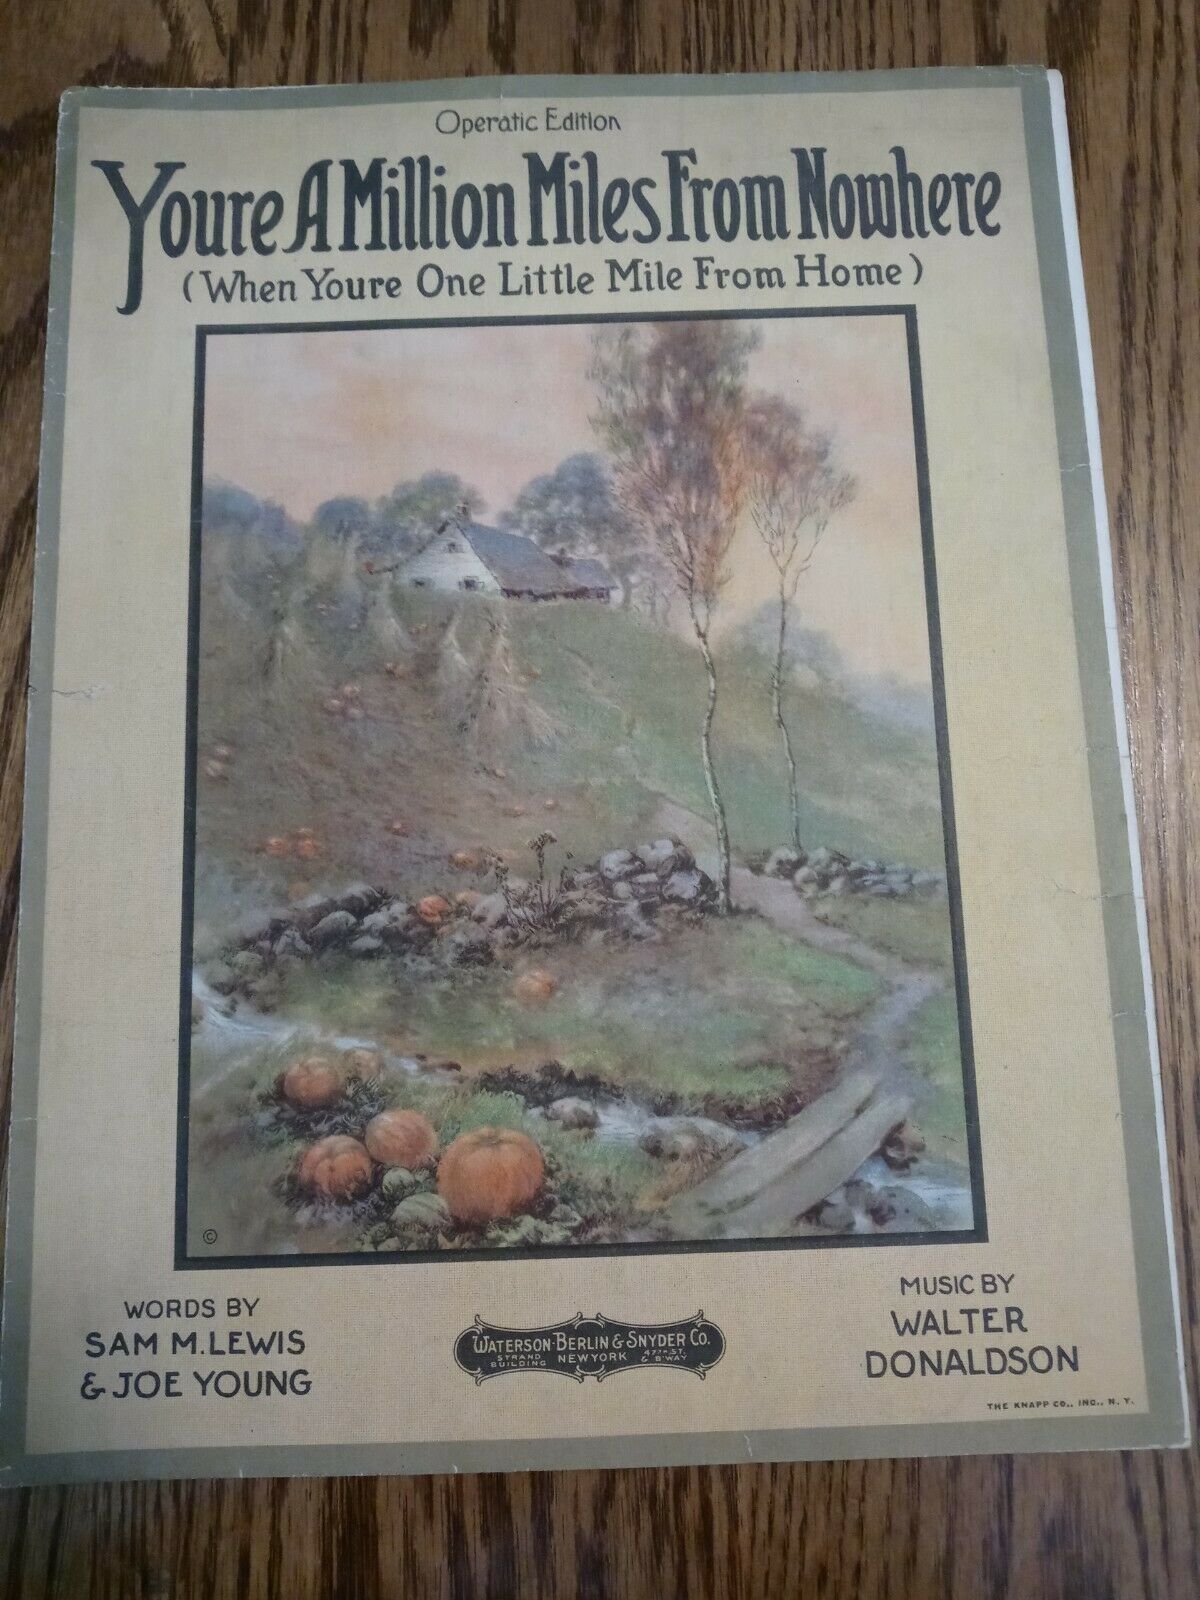 Operatic Edition
Youre A Million Miles From Nowhere
(When Youre One Little Mile From Home)
©
WORDS BY
SAM M. LEWIS
& JOE YOUNG
WATERSON·BERLIN & SNYDER CO.
STRAND BUILDING NEW YORK 47TH ST. & B'WAY
MUSIC BY
WALTER
DONALDSON
THE KNAPP CO., INC., N. Y.